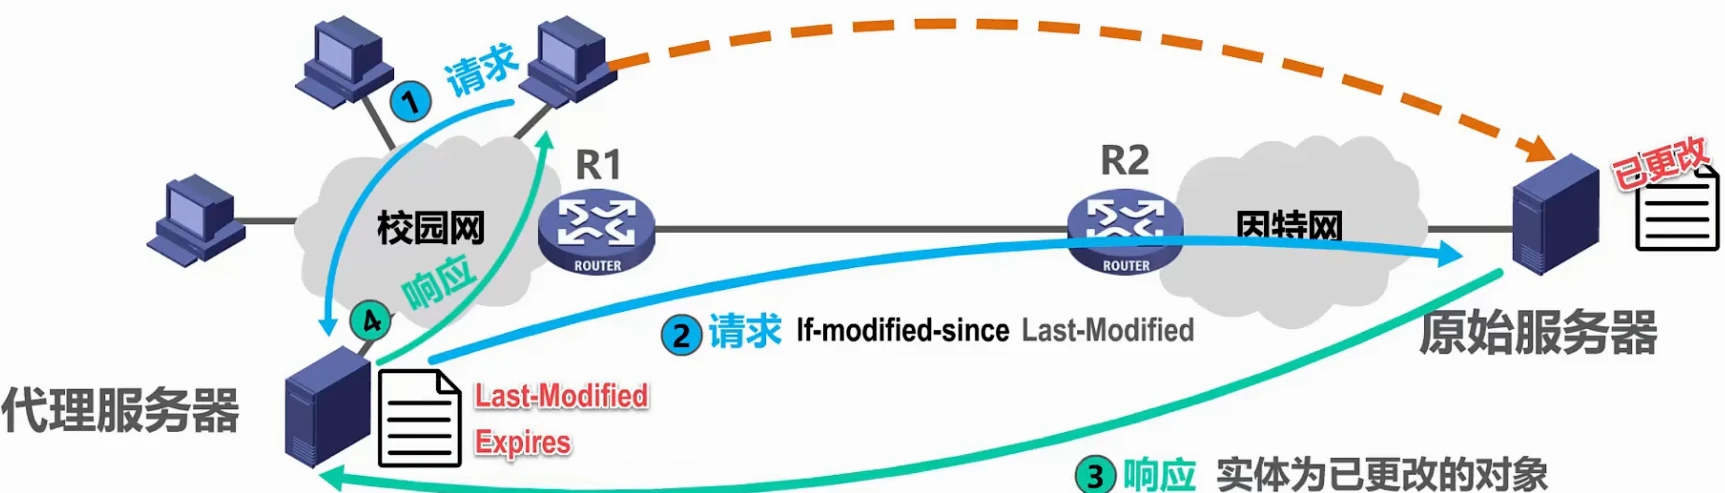 1 请求
R1
R2
已更改
校园网
因特网
ROUTER
ROUTER
4 响应
2 请求 If-modified-since Last-Modified
原始服务器
代理服务器
Last-Modified
Expires
3 响应 实体为已更改的对象